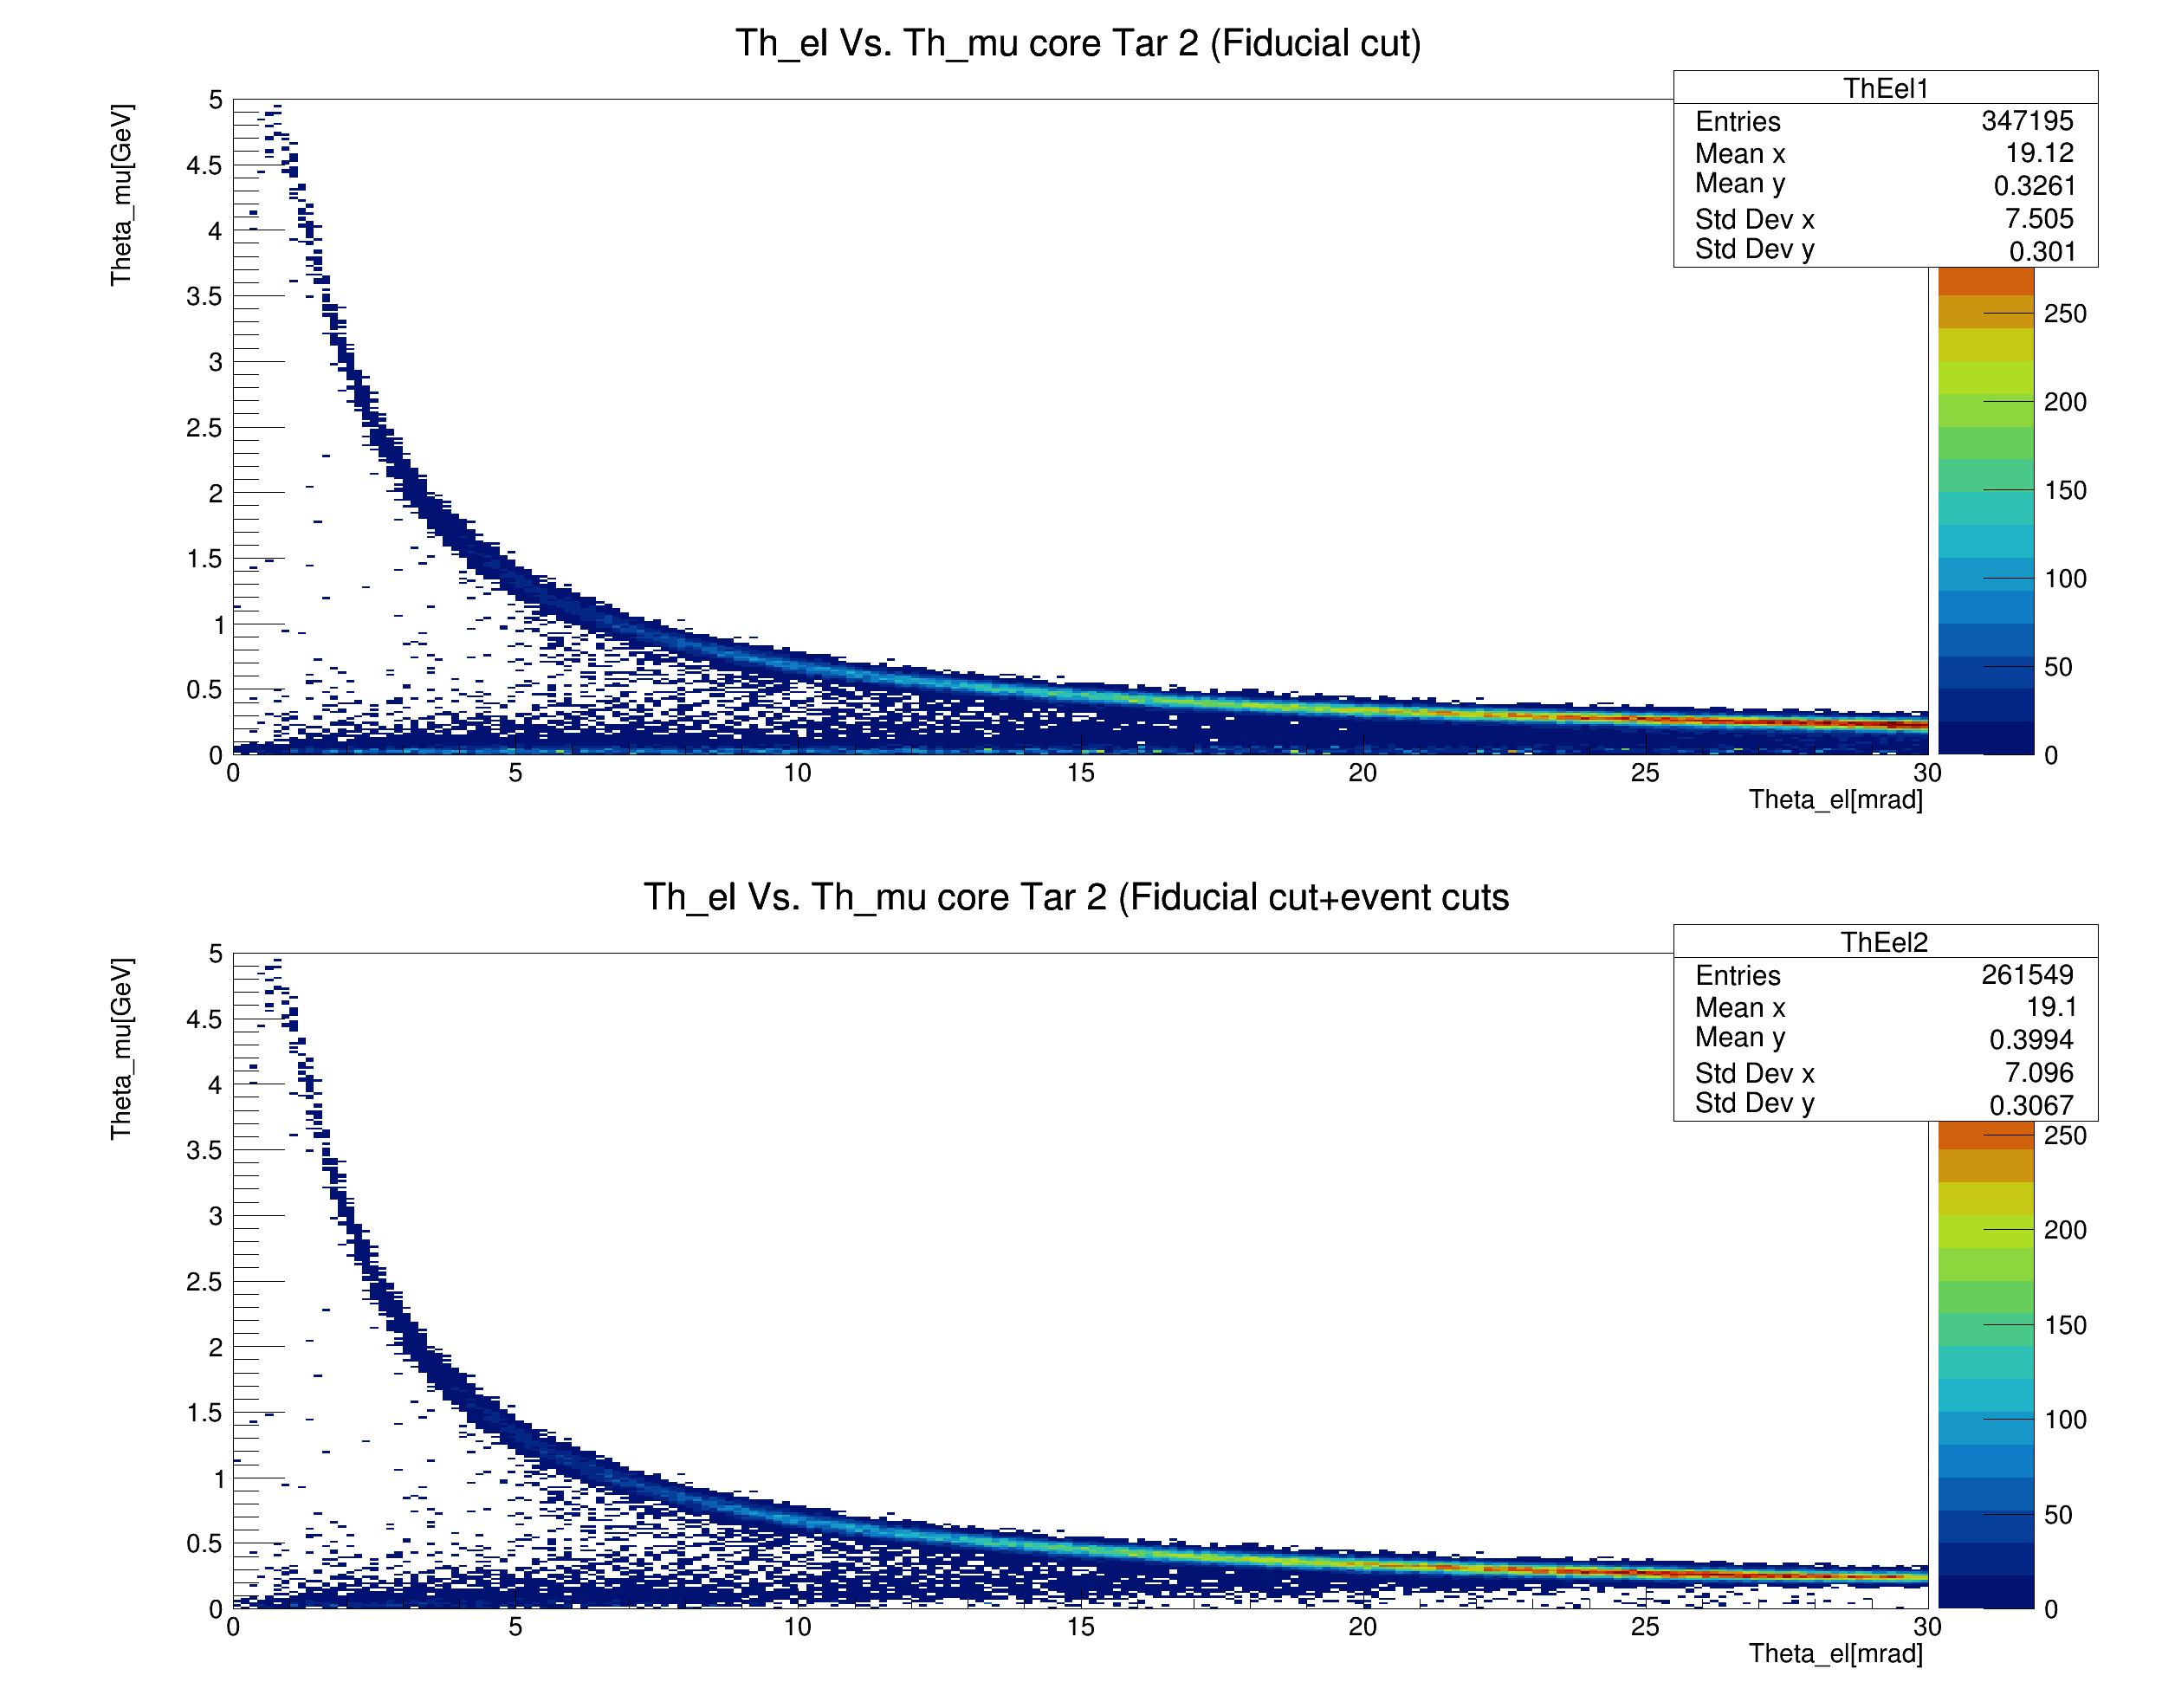 Th_el Vs. Th_mu core Tar 2 (Fiducial cut)
Theta_mu[GeV]
5
4.5
4
3.5
3
2.5
2
1.5
1
0.5
0
0 5 10 15 20 25 30
Theta_el[mrad]
ThEel1
Entries 347195
Mean x 19.12
Mean y 0.3261
Std Dev x 7.505
Std Dev y 0.301
250
200
150
100
50
0
Th_el Vs. Th_mu core Tar 2 (Fiducial cut+event cuts
Theta_mu[GeV]
5
4.5
4
3.5
3
2.5
2
1.5
1
0.5
0
0 5 10 15 20 25 30
Theta_el[mrad]
ThEel2
Entries 261549
Mean x 19.1
Mean y 0.3994
Std Dev x 7.096
Std Dev y 0.3067
250
200
150
100
50
0